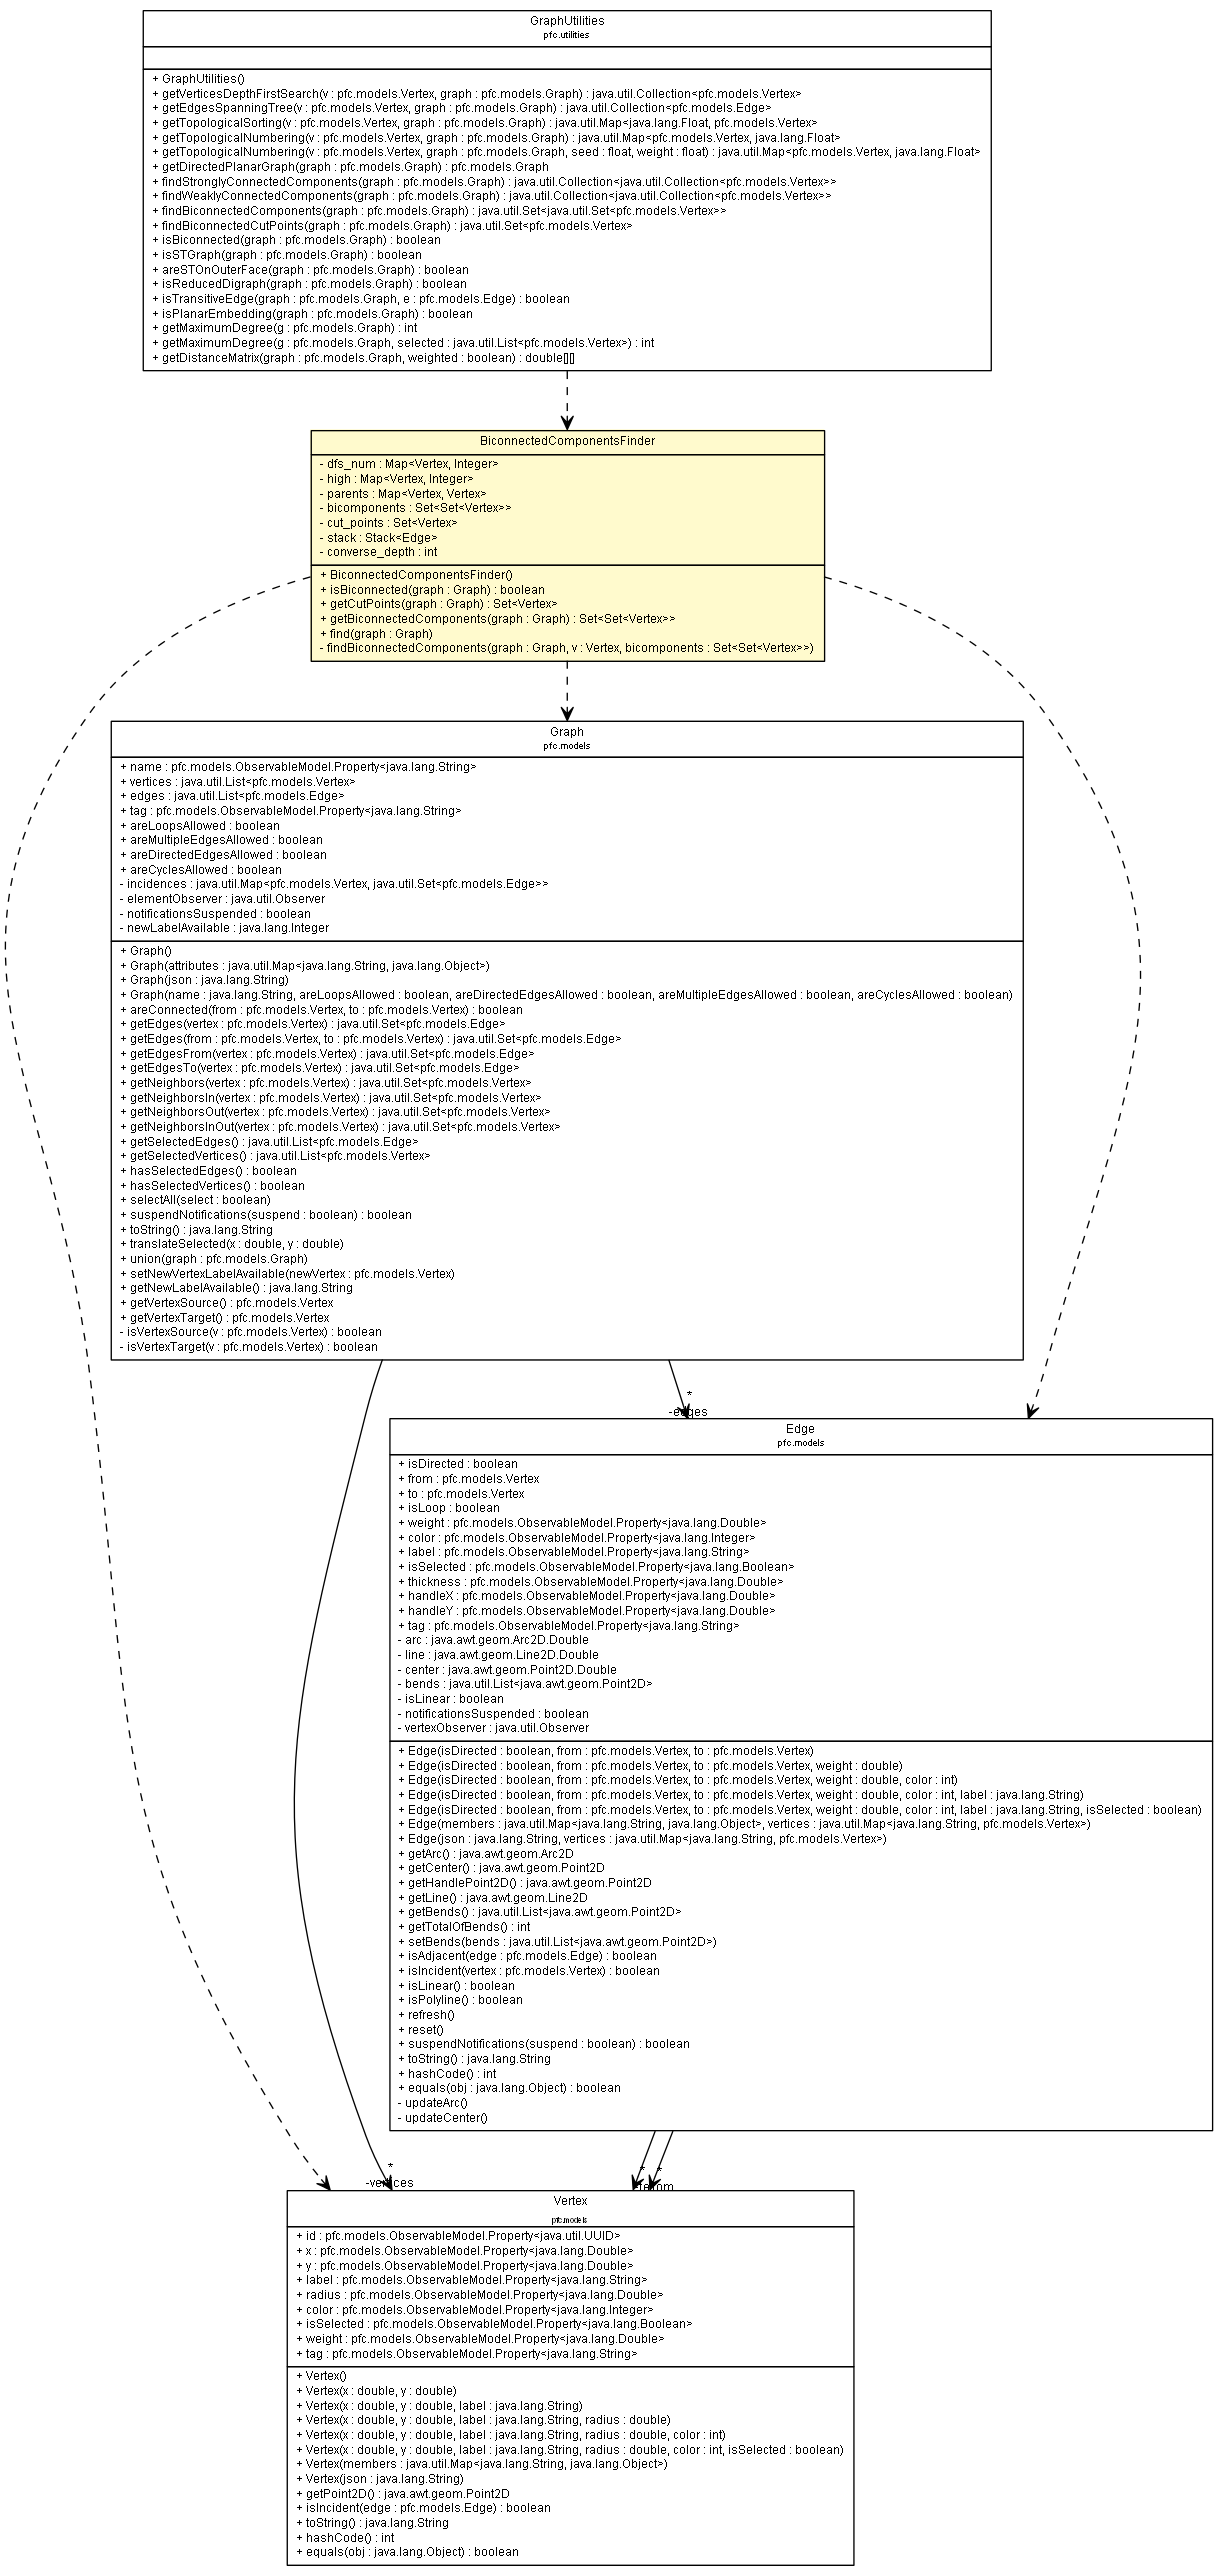 GraphUtilities
pfc.utilities
+ GraphUtilities()
+ getVerticesDepthFirstSearch(v : pfc.models.Vertex, graph : pfc.models.Graph) : java.util.Collection<pfc.models.Vertex>
+ getEdgesSpanningTree(v : pfc.models.Vertex, graph : pfc.models.Graph) : java.util.Collection<pfc.models.Edge>
+ getTopologicalSorting(v : pfc.models.Vertex, graph : pfc.models.Graph) : java.util.Map<java.lang.Float, pfc.models.Vertex>
+ getTopologicalNumbering(v : pfc.models.Vertex, graph : pfc.models.Graph) : java.util.Map<pfc.models.Vertex, java.lang.Float>
+ getTopologicalNumbering(v : pfc.models.Vertex, graph : pfc.models.Graph, seed : float, weight : float) : java.util.Map<pfc.models.Vertex, java.lang.Float>
+ getDirectedPlanarGraph(graph : pfc.models.Graph) : pfc.models.Graph
+ findStronglyConnectedComponents(graph : pfc.models.Graph) : java.util.Collection<java.util.Collection<pfc.models.Vertex>>
+ findWeaklyConnectedComponents(graph : pfc.models.Graph) : java.util.Collection<java.util.Collection<pfc.models.Vertex>>
+ findBiconnectedComponents(graph : pfc.models.Graph) : java.util.Set<java.util.Set<pfc.models.Vertex>>
+ findBiconnectedCutPoints(graph : pfc.models.Graph) : java.util.Set<pfc.models.Vertex>
+ isBiconnected(graph : pfc.models.Graph) : boolean
+ isSTGraph(graph : pfc.models.Graph) : boolean
+ areSTOnOuterFace(graph : pfc.models.Graph) : boolean
+ isReducedDigraph(graph : pfc.models.Graph) : boolean
+ isTransitiveEdge(graph : pfc.models.Graph, e : pfc.models.Edge) : boolean
+ isPlanarEmbedding(graph : pfc.models.Graph) : boolean
+ getMaximumDegree(g : pfc.models.Graph) : int
+ getMaximumDegree(g : pfc.models.Graph, selected : java.util.List<pfc.models.Vertex>) : int
+ getDistanceMatrix(graph : pfc.models.Graph, weighted : boolean) : double[][]
BiconnectedComponentsFinder
- dfs_num : Map<Vertex, Integer>
- high : Map<Vertex, Integer>
- parents : Map<Vertex, Vertex>
- bicomponents : Set<Set<Vertex>>
- cut_points : Set<Vertex>
- stack : Stack<Edge>
- converse_depth : int
+ BiconnectedComponentsFinder()
+ isBiconnected(graph : Graph) : boolean
+ getCutPoints(graph : Graph) : Set<Vertex>
+ getBiconnectedComponents(graph : Graph) : Set<Set<Vertex>>
+ find(graph : Graph)
- findBiconnectedComponents(graph : Graph, v : Vertex, bicomponents : Set<Set<Vertex>>)
Graph
pfc.models
+ name : pfc.models.ObservableModel.Property<java.lang.String>
+ vertices : java.util.List<pfc.models.Vertex>
+ edges : java.util.List<pfc.models.Edge>
+ tag : pfc.models.ObservableModel.Property<java.lang.String>
+ areLoopsAllowed : boolean
+ areMultipleEdgesAllowed : boolean
+ areDirectedEdgesAllowed : boolean
+ areCyclesAllowed : boolean
- incidences : java.util.Map<pfc.models.Vertex, java.util.Set<pfc.models.Edge>>
- elementObserver : java.util.Observer
- notificationsSuspended : boolean
- newLabelAvailable : java.lang.Integer
+ Graph()
+ Graph(attributes : java.util.Map<java.lang.String, java.lang.Object>)
+ Graph(json : java.lang.String)
+ Graph(name : java.lang.String, areLoopsAllowed : boolean, areDirectedEdgesAllowed : boolean, areMultipleEdgesAllowed : boolean, areCyclesAllowed : boolean)
+ areConnected(from : pfc.models.Vertex, to : pfc.models.Vertex) : boolean
+ getEdges(vertex : pfc.models.Vertex) : java.util.Set<pfc.models.Edge>
+ getEdges(from : pfc.models.Vertex, to : pfc.models.Vertex) : java.util.Set<pfc.models.Edge>
+ getEdgesFrom(vertex : pfc.models.Vertex) : java.util.Set<pfc.models.Edge>
+ getEdgesTo(vertex : pfc.models.Vertex) : java.util.Set<pfc.models.Edge>
+ getNeighbors(vertex : pfc.models.Vertex) : java.util.Set<pfc.models.Vertex>
+ getNeighborsIn(vertex : pfc.models.Vertex) : java.util.Set<pfc.models.Vertex>
+ getNeighborsOut(vertex : pfc.models.Vertex) : java.util.Set<pfc.models.Vertex>
+ getNeighborsInOut(vertex : pfc.models.Vertex) : java.util.Set<pfc.models.Vertex>
+ getSelectedEdges() : java.util.List<pfc.models.Edge>
+ getSelectedVertices() : java.util.List<pfc.models.Vertex>
+ hasSelectedEdges() : boolean
+ hasSelectedVertices() : boolean
+ selectAll(select : boolean)
+ suspendNotifications(suspend : boolean) : boolean
+ toString() : java.lang.String
+ translateSelected(x : double, y : double)
+ union(graph : pfc.models.Graph)
+ setNewVertexLabelAvailable(newVertex : pfc.models.Vertex)
+ getNewLabelAvailable() : java.lang.String
+ getVertexSource() : pfc.models.Vertex
+ getVertexTarget() : pfc.models.Vertex
- isVertexSource(v : pfc.models.Vertex) : boolean
- isVertexTarget(v : pfc.models.Vertex) : boolean
*
-edges
Edge
pfc.models
+ isDirected : boolean
+ from : pfc.models.Vertex
+ to : pfc.models.Vertex
+ isLoop : boolean
+ weight : pfc.models.ObservableModel.Property<java.lang.Double>
+ color : pfc.models.ObservableModel.Property<java.lang.Integer>
+ label : pfc.models.ObservableModel.Property<java.lang.String>
+ isSelected : pfc.models.ObservableModel.Property<java.lang.Boolean>
+ thickness : pfc.models.ObservableModel.Property<java.lang.Double>
+ handleX : pfc.models.ObservableModel.Property<java.lang.Double>
+ handleY : pfc.models.ObservableModel.Property<java.lang.Double>
+ tag : pfc.models.ObservableModel.Property<java.lang.String>
- arc : java.awt.geom.Arc2D.Double
- line : java.awt.geom.Line2D.Double
- center : java.awt.geom.Point2D.Double
- bends : java.util.List<java.awt.geom.Point2D>
- isLinear : boolean
- notificationsSuspended : boolean
- vertexObserver : java.util.Observer
+ Edge(isDirected : boolean, from : pfc.models.Vertex, to : pfc.models.Vertex)
+ Edge(isDirected : boolean, from : pfc.models.Vertex, to : pfc.models.Vertex, weight : double)
+ Edge(isDirected : boolean, from : pfc.models.Vertex, to : pfc.models.Vertex, weight : double, color : int)
+ Edge(isDirected : boolean, from : pfc.models.Vertex, to : pfc.models.Vertex, weight : double, color : int, label : java.lang.String)
+ Edge(isDirected : boolean, from : pfc.models.Vertex, to : pfc.models.Vertex, weight : double, color : int, label : java.lang.String, isSelected : boolean)
+ Edge(members : java.util.Map<java.lang.String, java.lang.Object>, vertices : java.util.Map<java.lang.String, pfc.models.Vertex>)
+ Edge(json : java.lang.String, vertices : java.util.Map<java.lang.String, pfc.models.Vertex>)
+ getArc() : java.awt.geom.Arc2D
+ getCenter() : java.awt.geom.Point2D
+ getHandlePoint2D() : java.awt.geom.Point2D
+ getLine() : java.awt.geom.Line2D
+ getBends() : java.util.List<java.awt.geom.Point2D>
+ getTotalOfBends() : int
+ setBends(bends : java.util.List<java.awt.geom.Point2D>)
+ isAdjacent(edge : pfc.models.Edge) : boolean
+ isIncident(vertex : pfc.models.Vertex) : boolean
+ isLinear() : boolean
+ isPolyline() : boolean
+ refresh()
+ reset()
+ suspendNotifications(suspend : boolean) : boolean
+ toString() : java.lang.String
+ hashCode() : int
+ equals(obj : java.lang.Object) : boolean
- updateArc()
- updateCenter()
*
-vertices
* *
Vertex
pfc.models
+ id : pfc.models.ObservableModel.Property<java.util.UUID>
+ x : pfc.models.ObservableModel.Property<java.lang.Double>
+ y : pfc.models.ObservableModel.Property<java.lang.Double>
+ label : pfc.models.ObservableModel.Property<java.lang.String>
+ radius : pfc.models.ObservableModel.Property<java.lang.Double>
+ color : pfc.models.ObservableModel.Property<java.lang.Integer>
+ isSelected : pfc.models.ObservableModel.Property<java.lang.Boolean>
+ weight : pfc.models.ObservableModel.Property<java.lang.Double>
+ tag : pfc.models.ObservableModel.Property<java.lang.String>
+ Vertex()
+ Vertex(x : double, y : double)
+ Vertex(x : double, y : double, label : java.lang.String)
+ Vertex(x : double, y : double, label : java.lang.String, radius : double)
+ Vertex(x : double, y : double, label : java.lang.String, radius : double, color : int)
+ Vertex(x : double, y : double, label : java.lang.String, radius : double, color : int, isSelected : boolean)
+ Vertex(members : java.util.Map<java.lang.String, java.lang.Object>)
+ Vertex(json : java.lang.String)
+ getPoint2D() : java.awt.geom.Point2D
+ isIncident(edge : pfc.models.Edge) : boolean
+ toString() : java.lang.String
+ hashCode() : int
+ equals(obj : java.lang.Object) : boolean